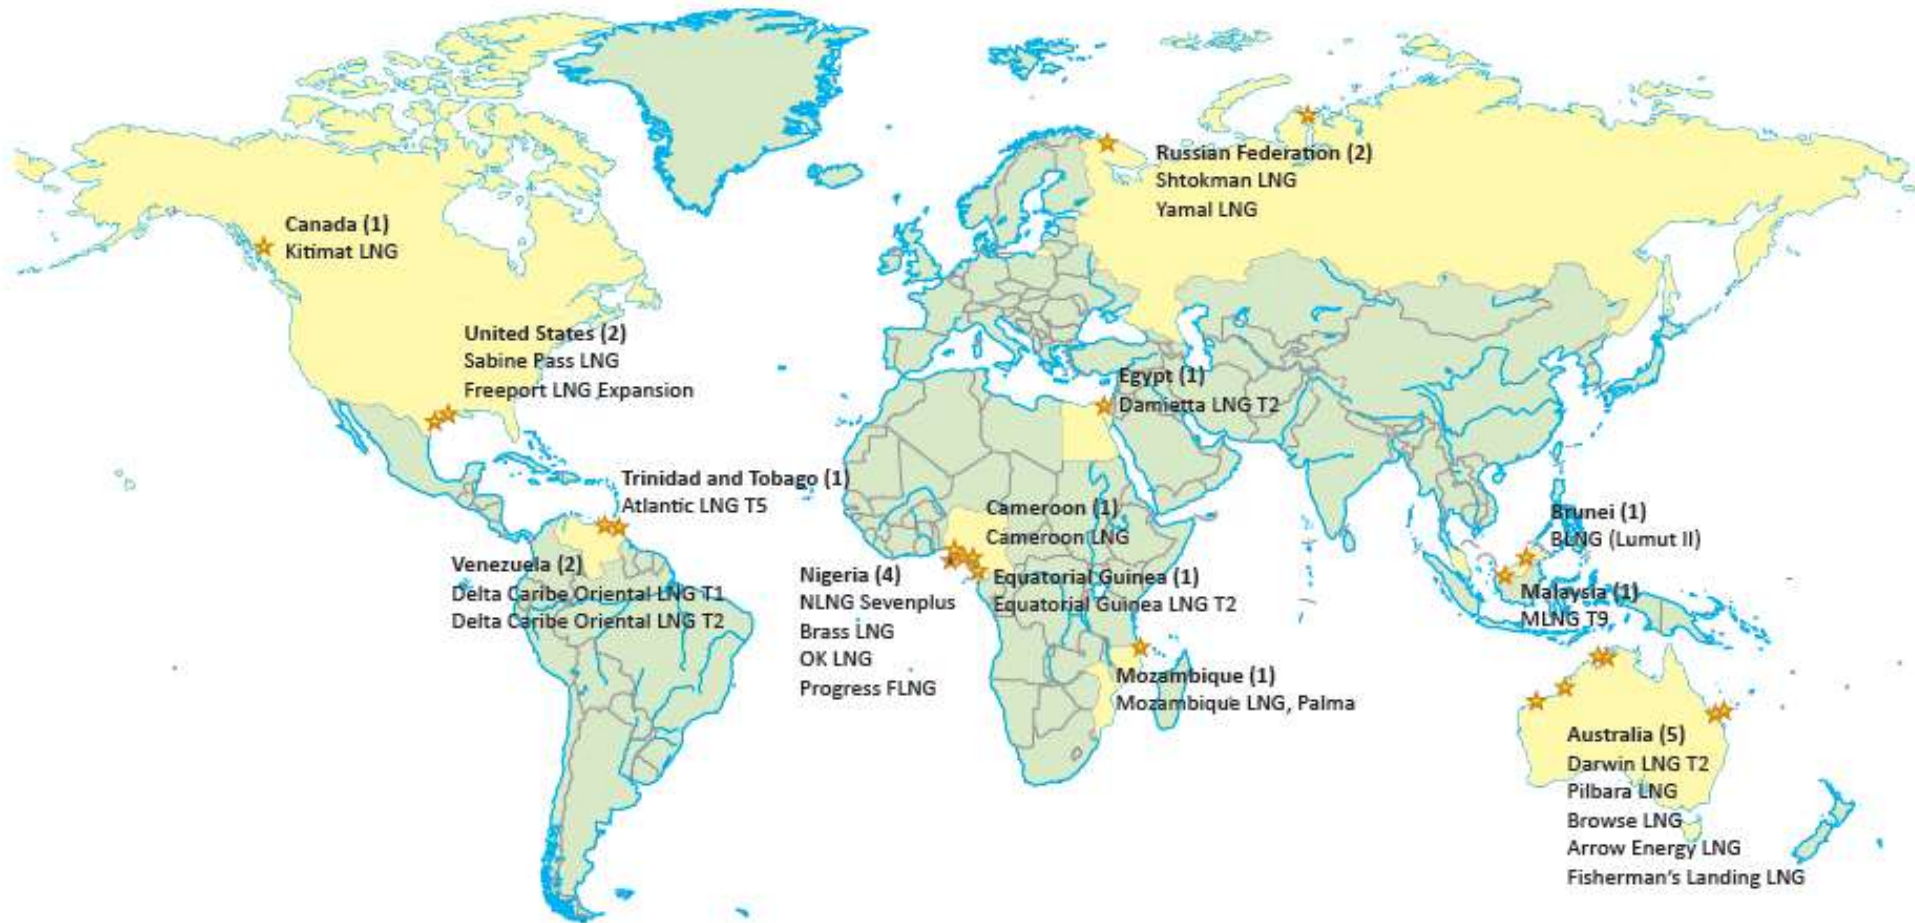 Russian Federation (2)
Shtokman LNG
Yamal LNG
Canada (1)
Kitimat LNG
United States (2)
Sabine Pass LNG
Freeport LNG Expansion
Egypt (1)
Damietta LNG T2
Trinidad and Tobago (1)
Atlantic LNG T5
Cameroon (1)
Cameroon LNG
Brunei (1)
BLNG (Lumut II)
Venezuela (2)
Delta Caribe Oriental LNG T1
Delta Caribe Oriental LNG T2
Nigeria (4)
NLNG Sevenplus
Brass LNG
OK LNG
Progress FLNG
Equatorial Guinea (1)
Equatorial Guinea LNG T2
Malaysia (1)
MLNG T9
Mozambique (1)
Mozambique LNG, Palma
Australia (5)
Darwin LNG T2
Pilbara LNG
Browse LNG
Arrow Energy LNG
Fisherman's Landing LNG